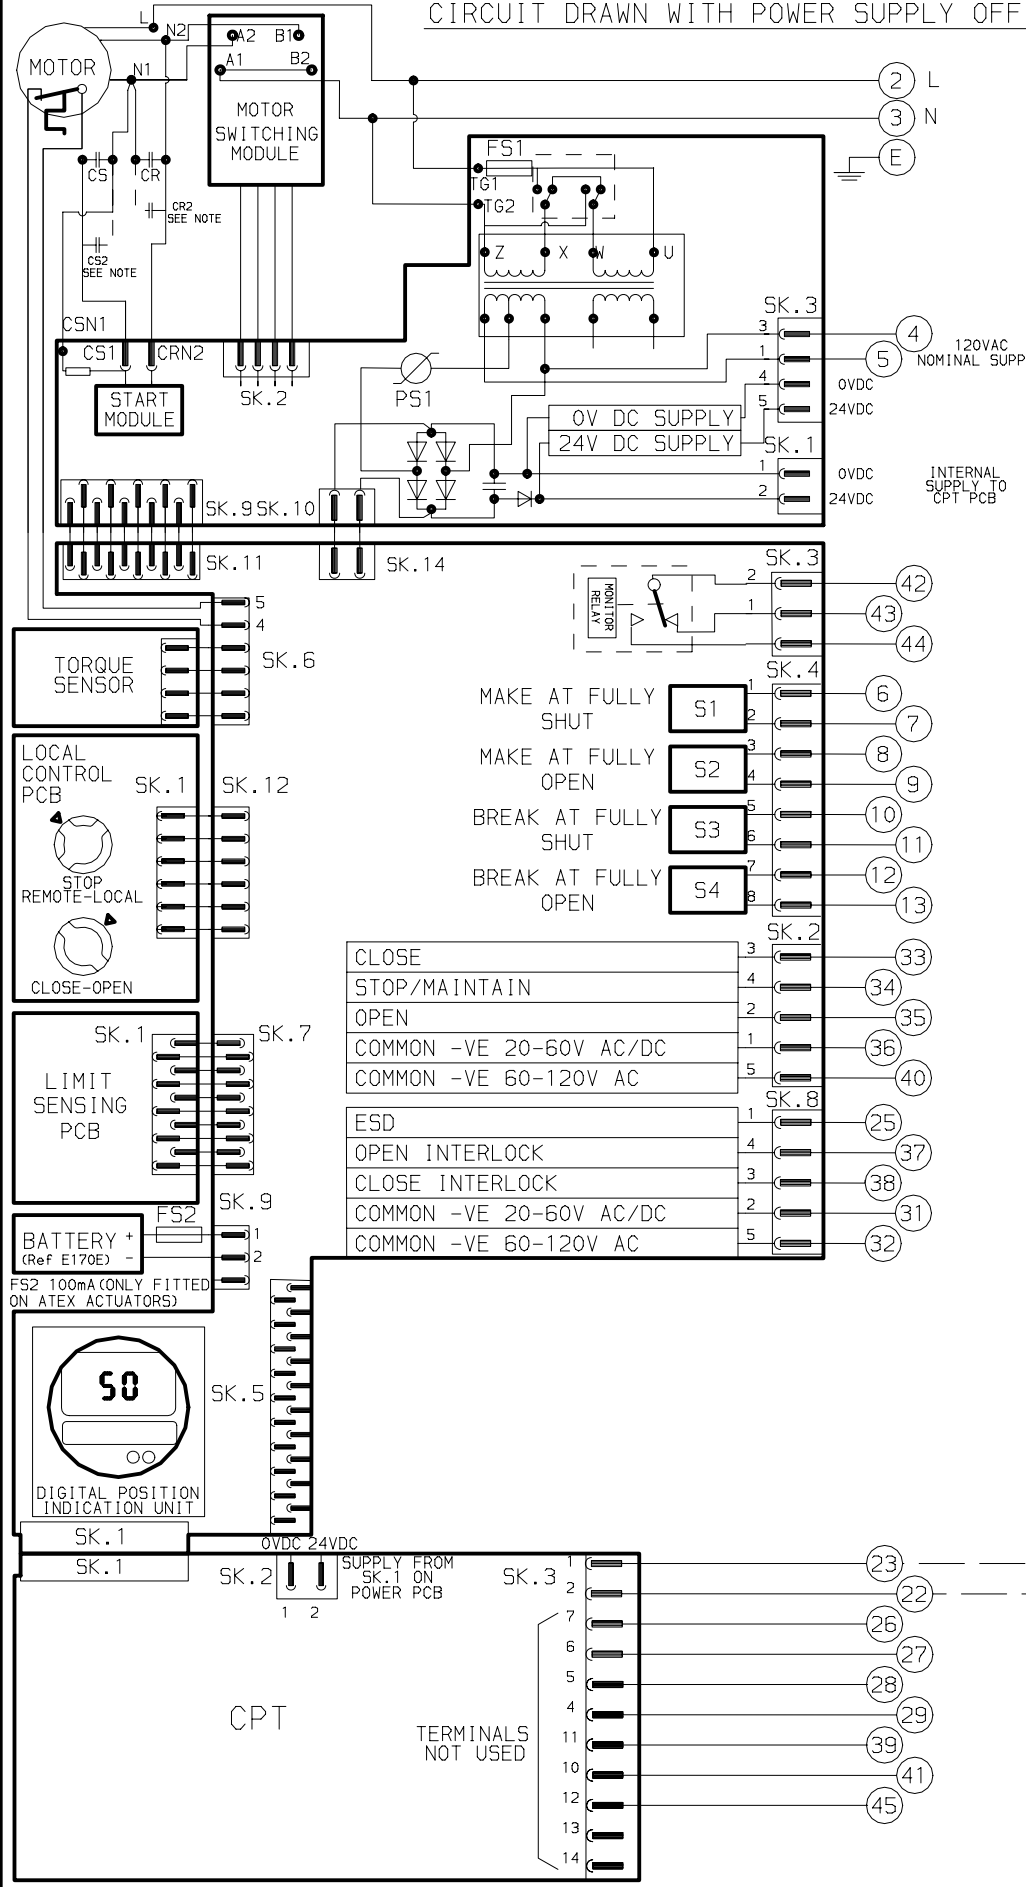 CIRCUIT DRAWN WITH POWER SUPPLY OFF
L
N2
A2 B1
MOTOR
N1
A1 B2
2 L
MOTOR
SWITCHING
MODULE
3 N
E
FS1
TG1
TG2
CS CR
CR2
SEE NOTE
CS2
SEE NOTE
Z X W U
SK.3
CSN1
CS1 CRN2
3 4
120VAC
NOMINAL SUPP
1 5
4 0VDC
5 24VDC
START
MODULE
SK.2
PS1
0V DC SUPPLY
24V DC SUPPLY
SK.1
1 0VDC
2 24VDC
INTERNAL
SUPPLY TO
CPT PCB
SK.9 SK.10
SK.11 SK.14
SK.3
MONITOR
RELAY
2 42
1 43
44
5
4
TORQUE
SENSOR
SK.6
SK.4
MAKE AT FULLY
SHUT
S1
1 6
2 7
MAKE AT FULLY
OPEN
S2
3 8
4 9
BREAK AT FULLY
SHUT
S3
5 10
6 11
BREAK AT FULLY
OPEN
S4
7 12
8 13
LOCAL
CONTROL
PCB
SK.1 SK.12
STOP
REMOTE-LOCAL
CLOSE-OPEN
SK.2
CLOSE 3 33
STOP/MAINTAIN 4 34
OPEN 2 35
COMMON -VE 20-60V AC/DC 1 36
COMMON -VE 60-120V AC 5 40
SK.1 SK.7
LIMIT
SENSING
PCB
SK.8
ESD 1 25
OPEN INTERLOCK 4 37
CLOSE INTERLOCK 3 38
COMMON -VE 20-60V AC/DC 2 31
COMMON -VE 60-120V AC 5 32
SK.9
FS2
BATTERY + 1
(Ref E170E) - 2
FS2 100mA(ONLY FITTED
ON ATEX ACTUATORS)
50
SK.5
DIGITAL POSITION
INDICATION UNIT
SK.1
SK.1
0VDC 24VDC
SK.2
1 2
SUPPLY FROM
SK.1 ON
POWER PCB
SK.3
1 23
2 22
7 26
6 27
5 28
4 29
11 39
10 41
12 45
13
14
CPT
TERMINALS
NOT USED